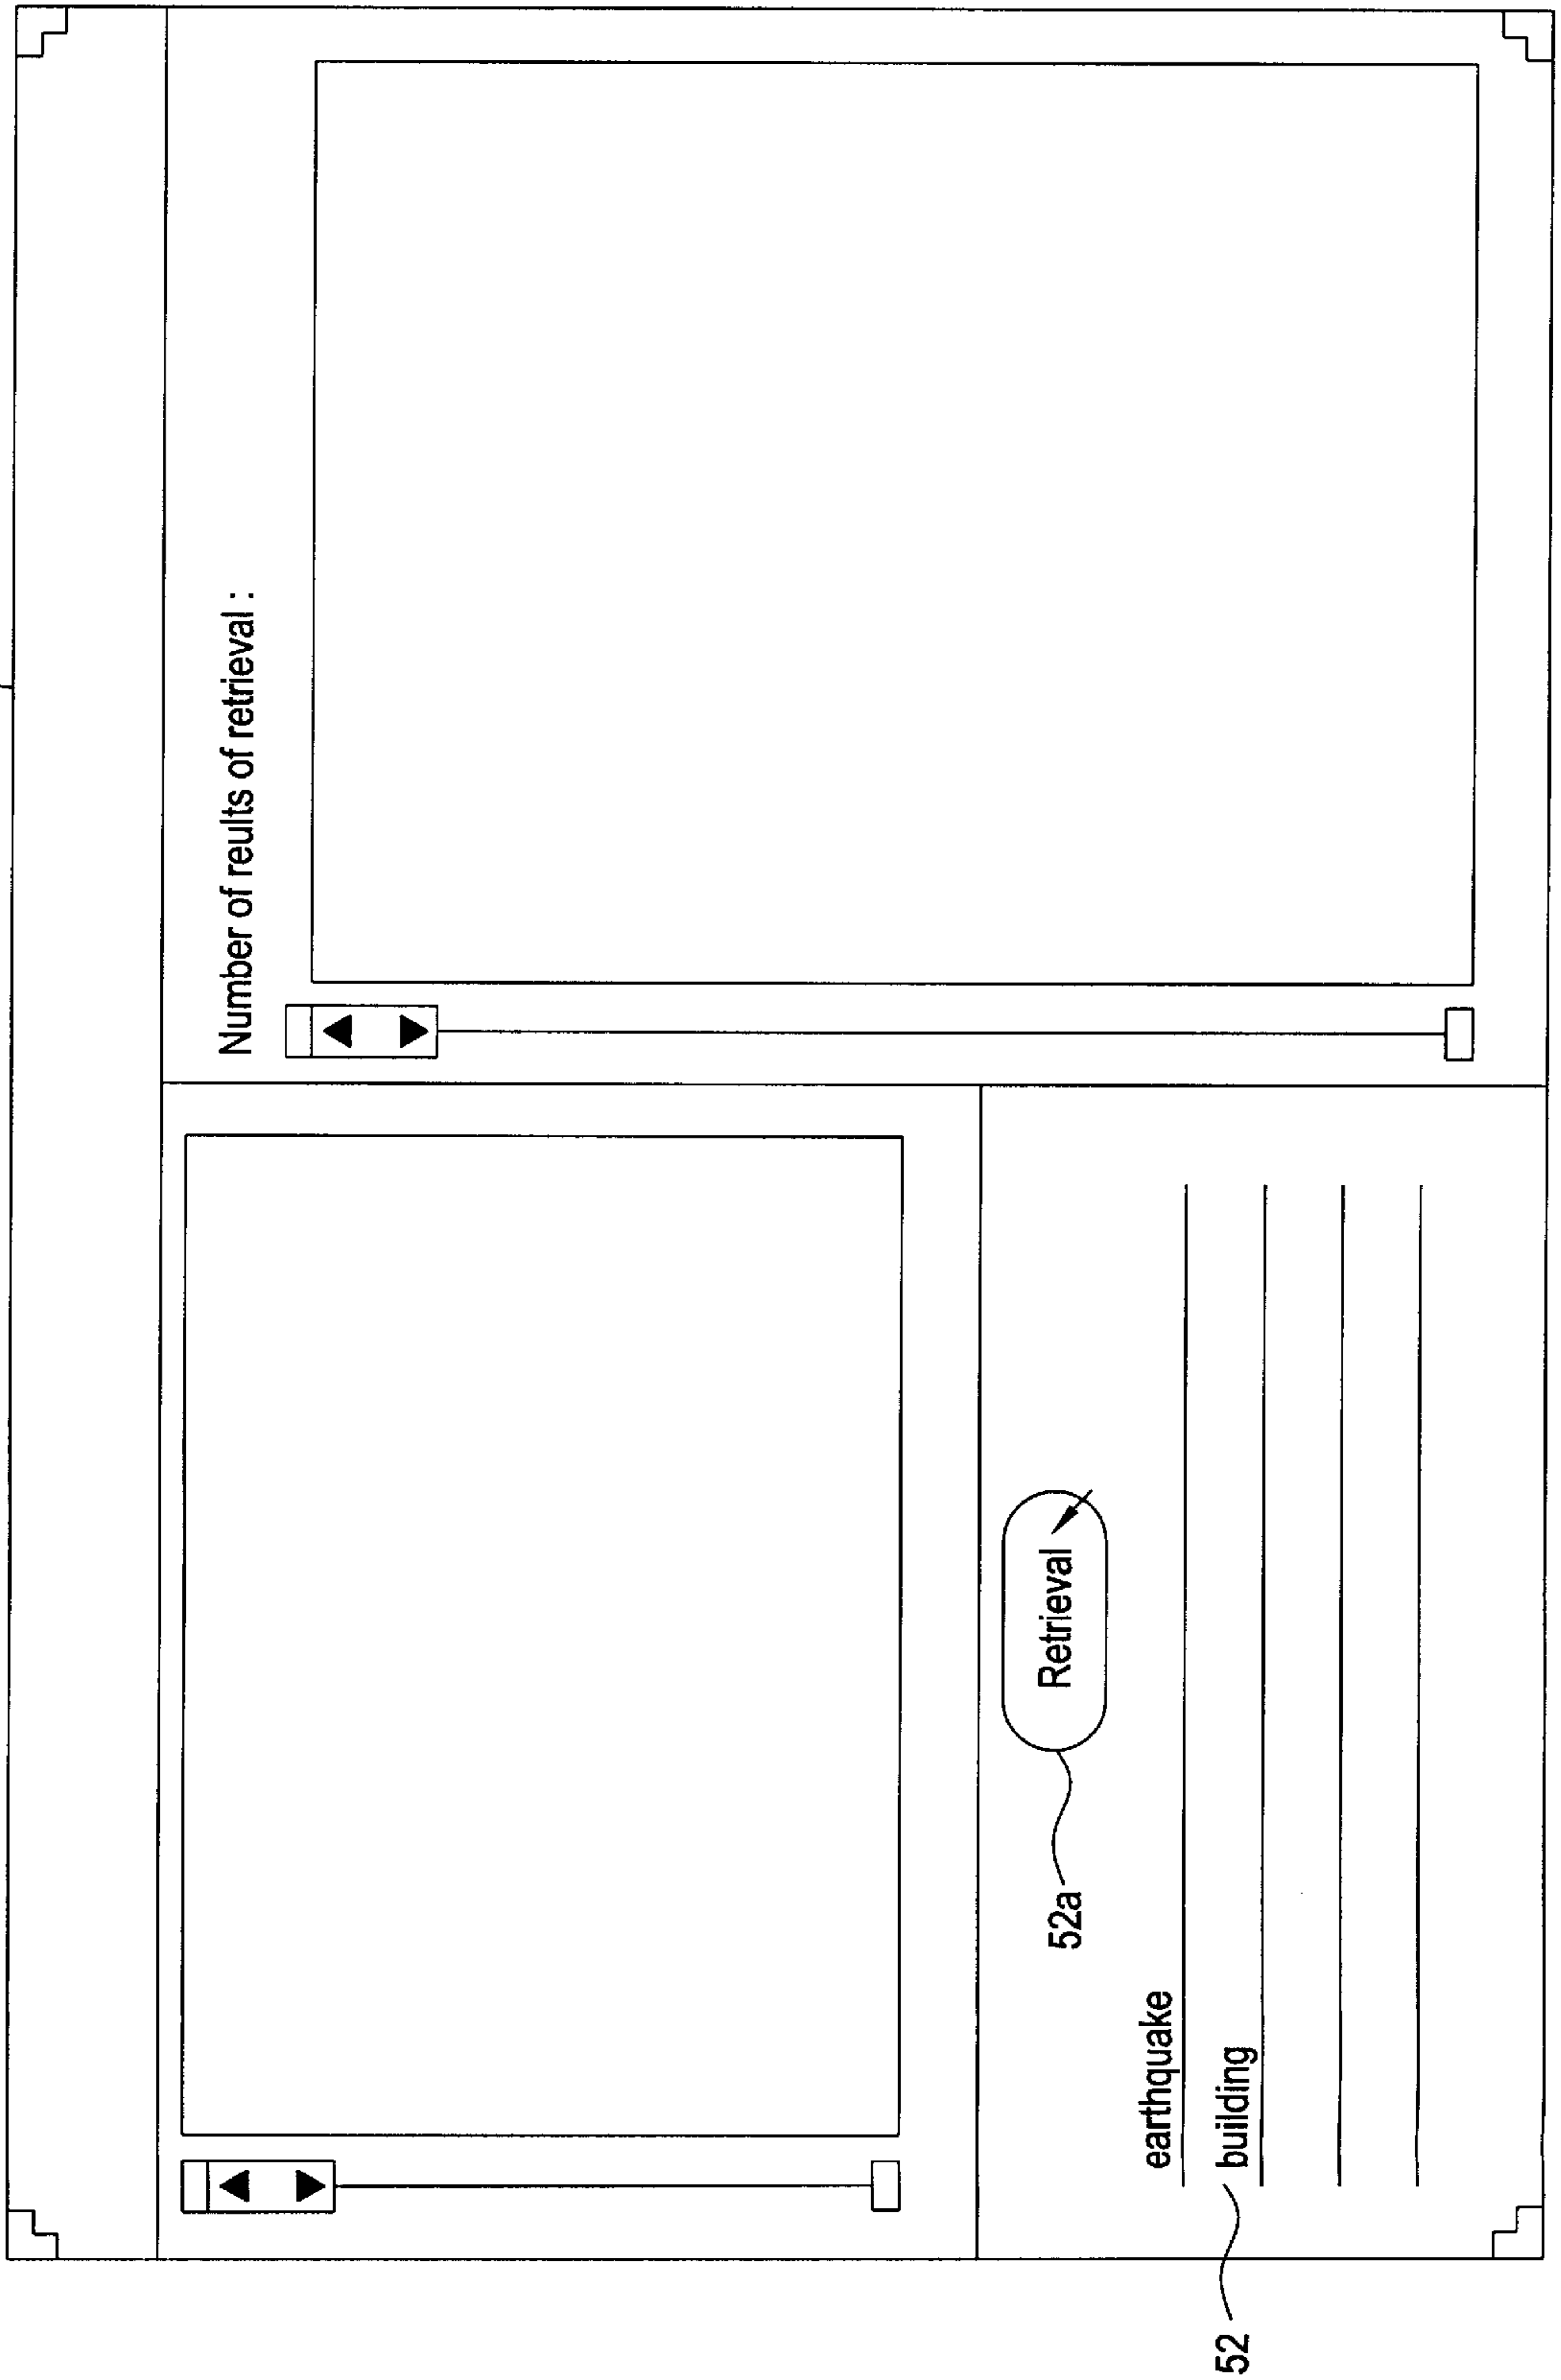 Number of reults of retrieval :
Retrieval
52a
earthquake
building
52